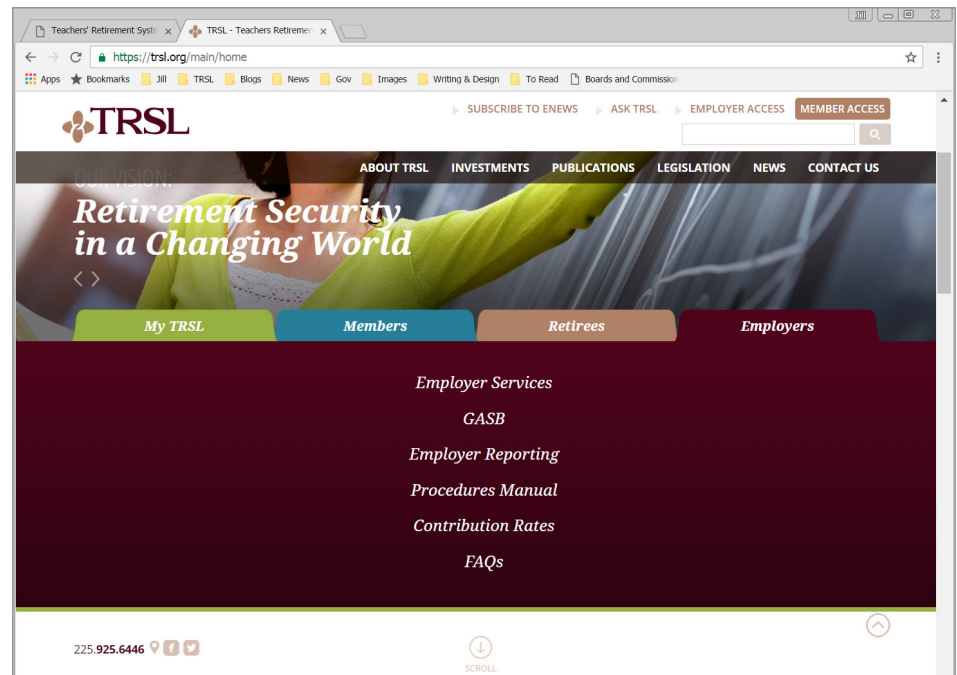 Teachers' Retirement Syste
TRSL - Teachers Retiremen
Jill
https://trsl.org/main/home
Apps Bookmarks Jill TRSL Blogs News Gov Images Writing & Design To Read Boards and Commission
TRSL
SUBSCRIBE TO ENEWS ASK TRSL EMPLOYER ACCESS MEMBER ACCESS
ABOUT TRSL INVESTMENTS PUBLICATIONS LEGISLATION NEWS CONTACT US
OUR VISION:
Retirement Security
in a Changing World
My TRSL Members Retirees Employers
Employer Services
GASB
Employer Reporting
Procedures Manual
Contribution Rates
FAQs
225.925.6446
SCROLL